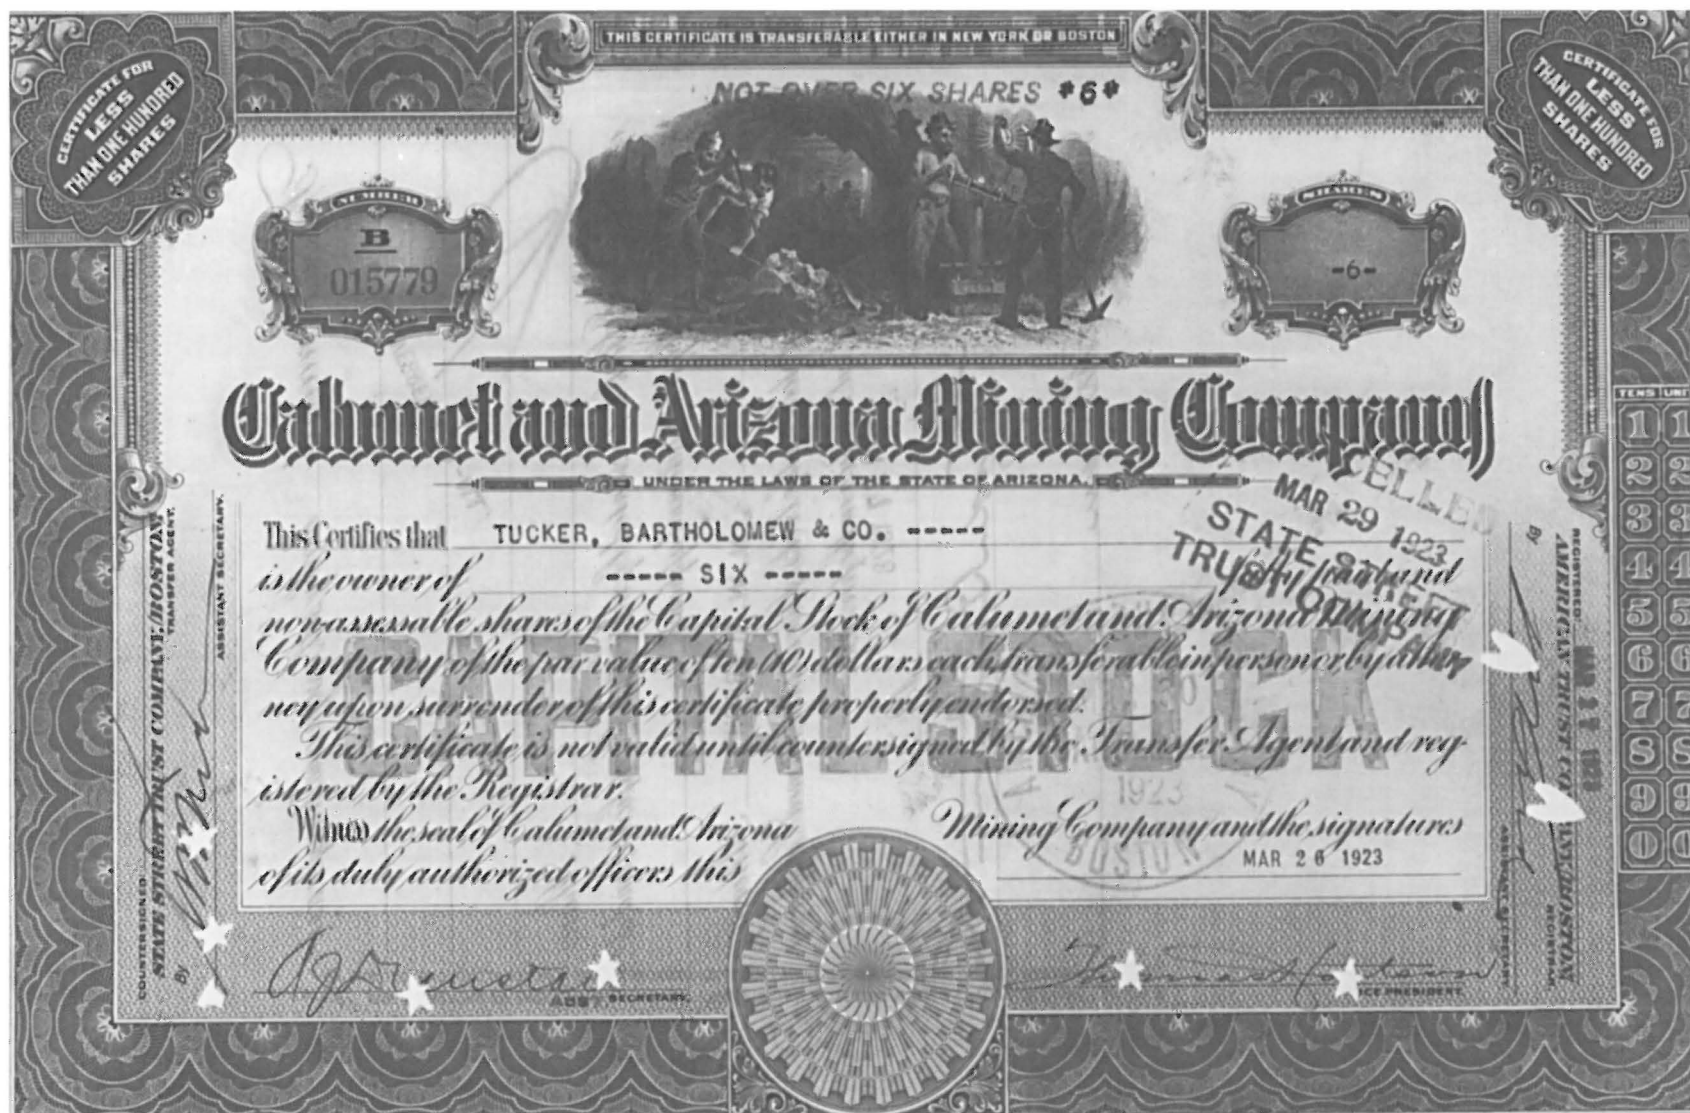 THIS CERTIFICATE IS TRANSFERABLE EITHER IN NEW YORK OR BOSTON
CERTIFICATE FOR
LESS
THAN ONE HUNDRED
SHARES
CERTIFICATE FOR
LESS
THAN ONE HUNDRED
SHARES
NOT OVER SIX SHARES *6*
NUMBER
B
015779
SHARES
-6-
Calumet and Arizona Mining Company
UNDER THE LAWS OF THE STATE OF ARIZONA.
MAR 29 1923
STATE STREET
TRUST COMPANY
This Certifies that TUCKER, BARTHOLOMEW & CO. -----
is the owner of ----- SIX ----- fully paid and
non-assessable shares of the Capital Stock of Calumet and Arizona Mining
Company of the par value of ten (10) dollars each, transferable in person or by attor-
ney upon surrender of this certificate properly endorsed.
This certificate is not valid until countersigned by the Transfer Agent and reg-
istered by the Registrar.
Witness the seal of Calumet and Arizona Mining Company and the signatures
of its duly authorized officers this MAR 26 1923
CAPITAL STOCK
1923
BOSTON
ASST SECRETARY.
VICE PRESIDENT
COUNTERSIGNED
STATE STREET TRUST COMPANY, BOSTON
TRANSFER AGENT.
BY
ASSISTANT SECRETARY.
REGISTERED:
AMERICAN TRUST COMPANY, BOSTON
REGISTRAR
BY
MAR 27 1923
TENS
1 1
2 2
3 3
4 4
5 5
6 6
7 7
8 8
9 9
0 0